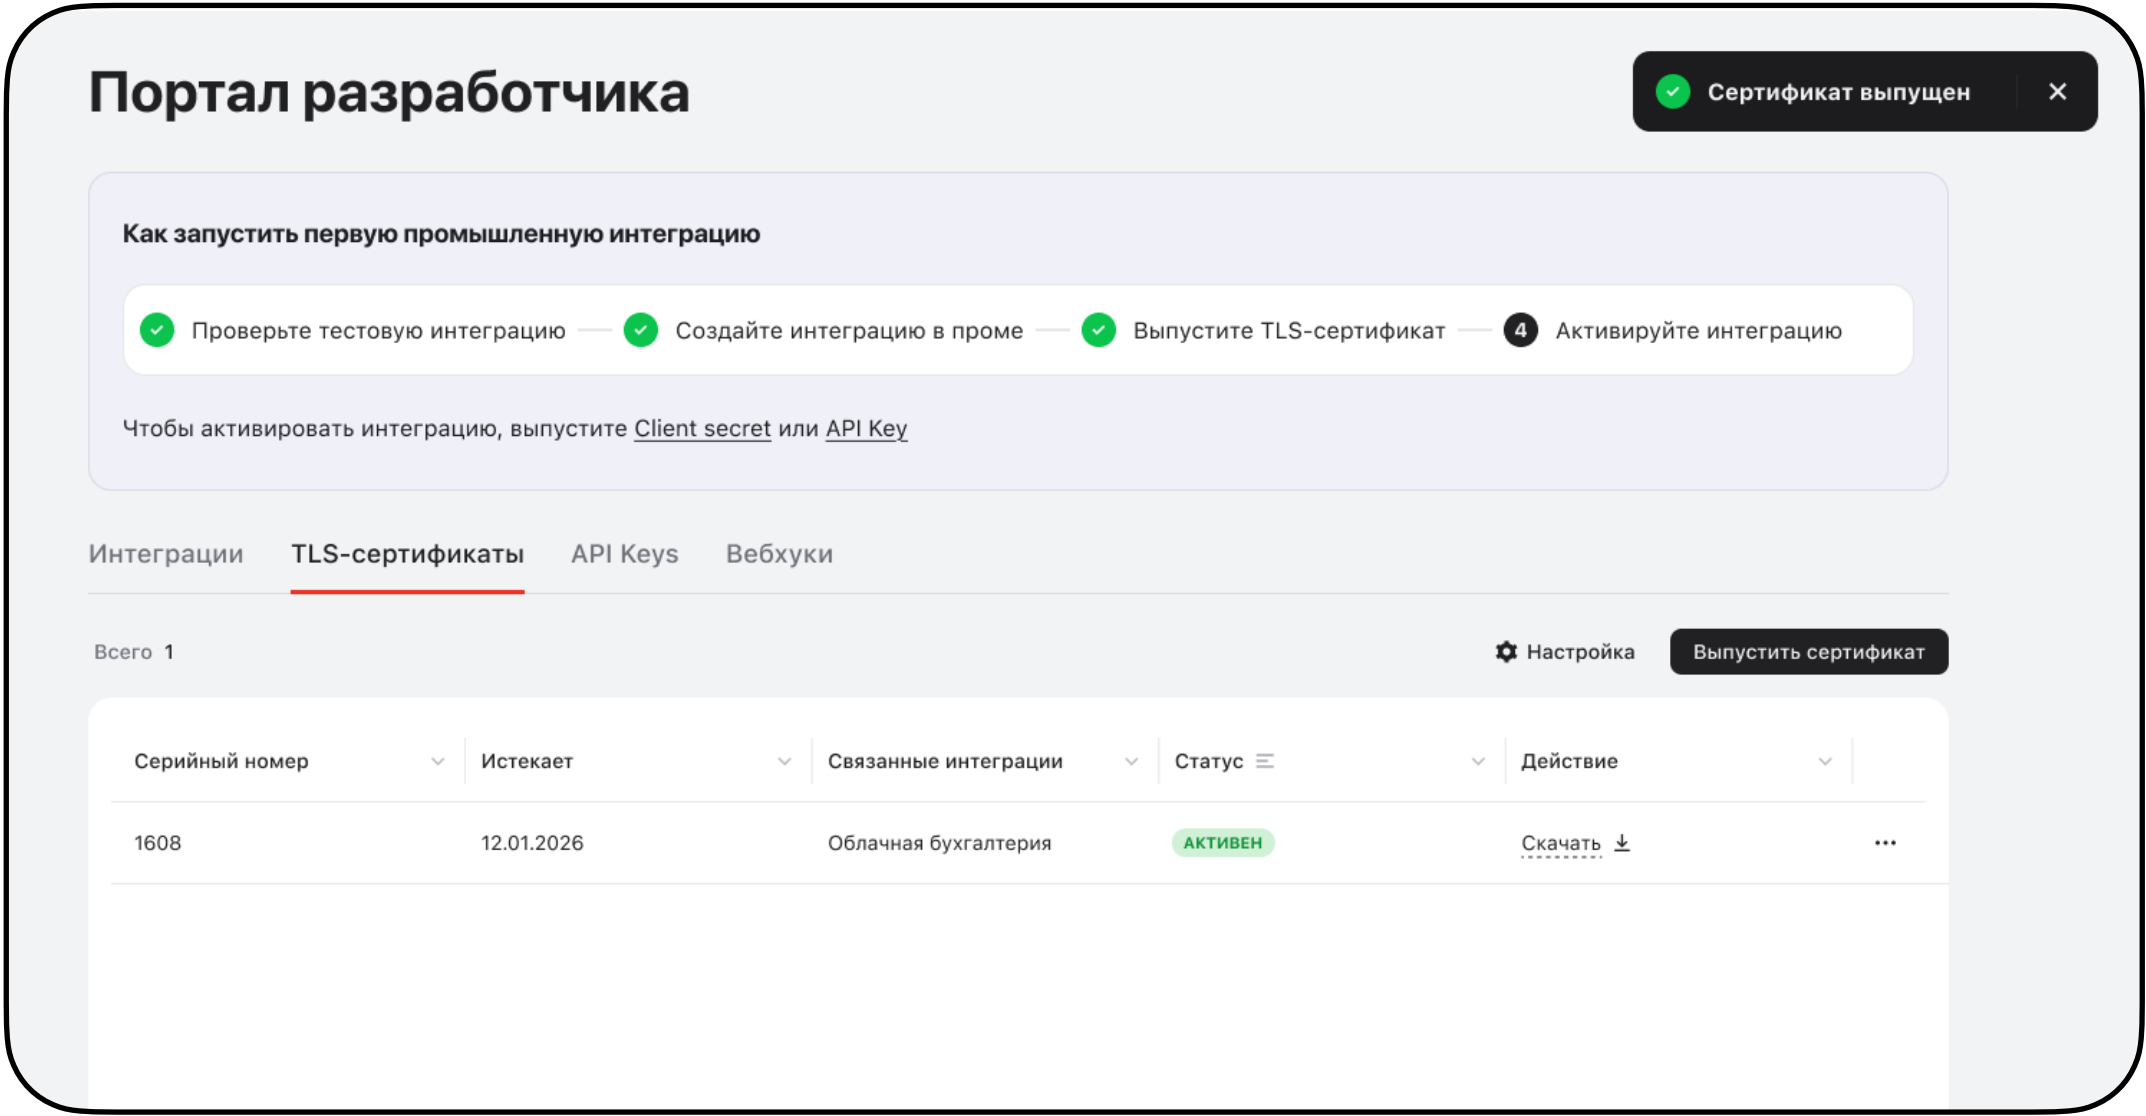 Портал разработчика
Сертификат выпущен
Как запустить первую промышленную интеграцию
Проверьте тестовую интеграцию
Создайте интеграцию в проме
Выпустите TLS-сертификат
4 Активируйте интеграцию
Чтобы активировать интеграцию, выпустите Client secret или API Key
Интеграции TLS-сертификаты API Keys Вебхуки
Всего 1
Настройка
Выпустить сертификат
Серийный номер Истекает Связанные интеграции Статус Действие
1608 12.01.2026 Облачная бухгалтерия АКТИВЕН Скачать